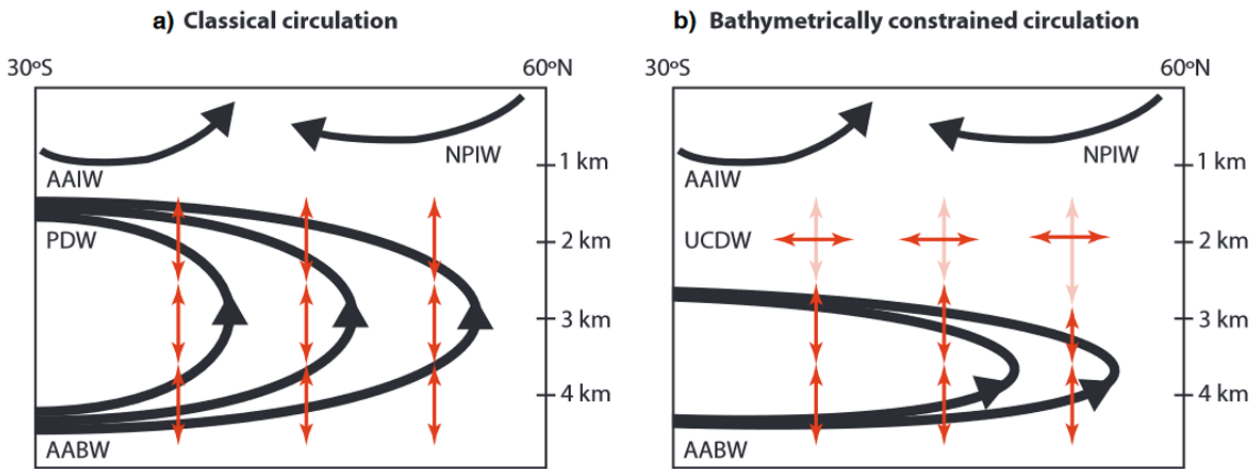 a) Classical circulation
30ºS
60ºN
AAIW
NPIW
1 km
PDW
2 km
3 km
4 km
AABW
b) Bathymetrically constrained circulation
30ºS
60ºN
AAIW
NPIW
1 km
UCDW
2 km
3 km
4 km
AABW